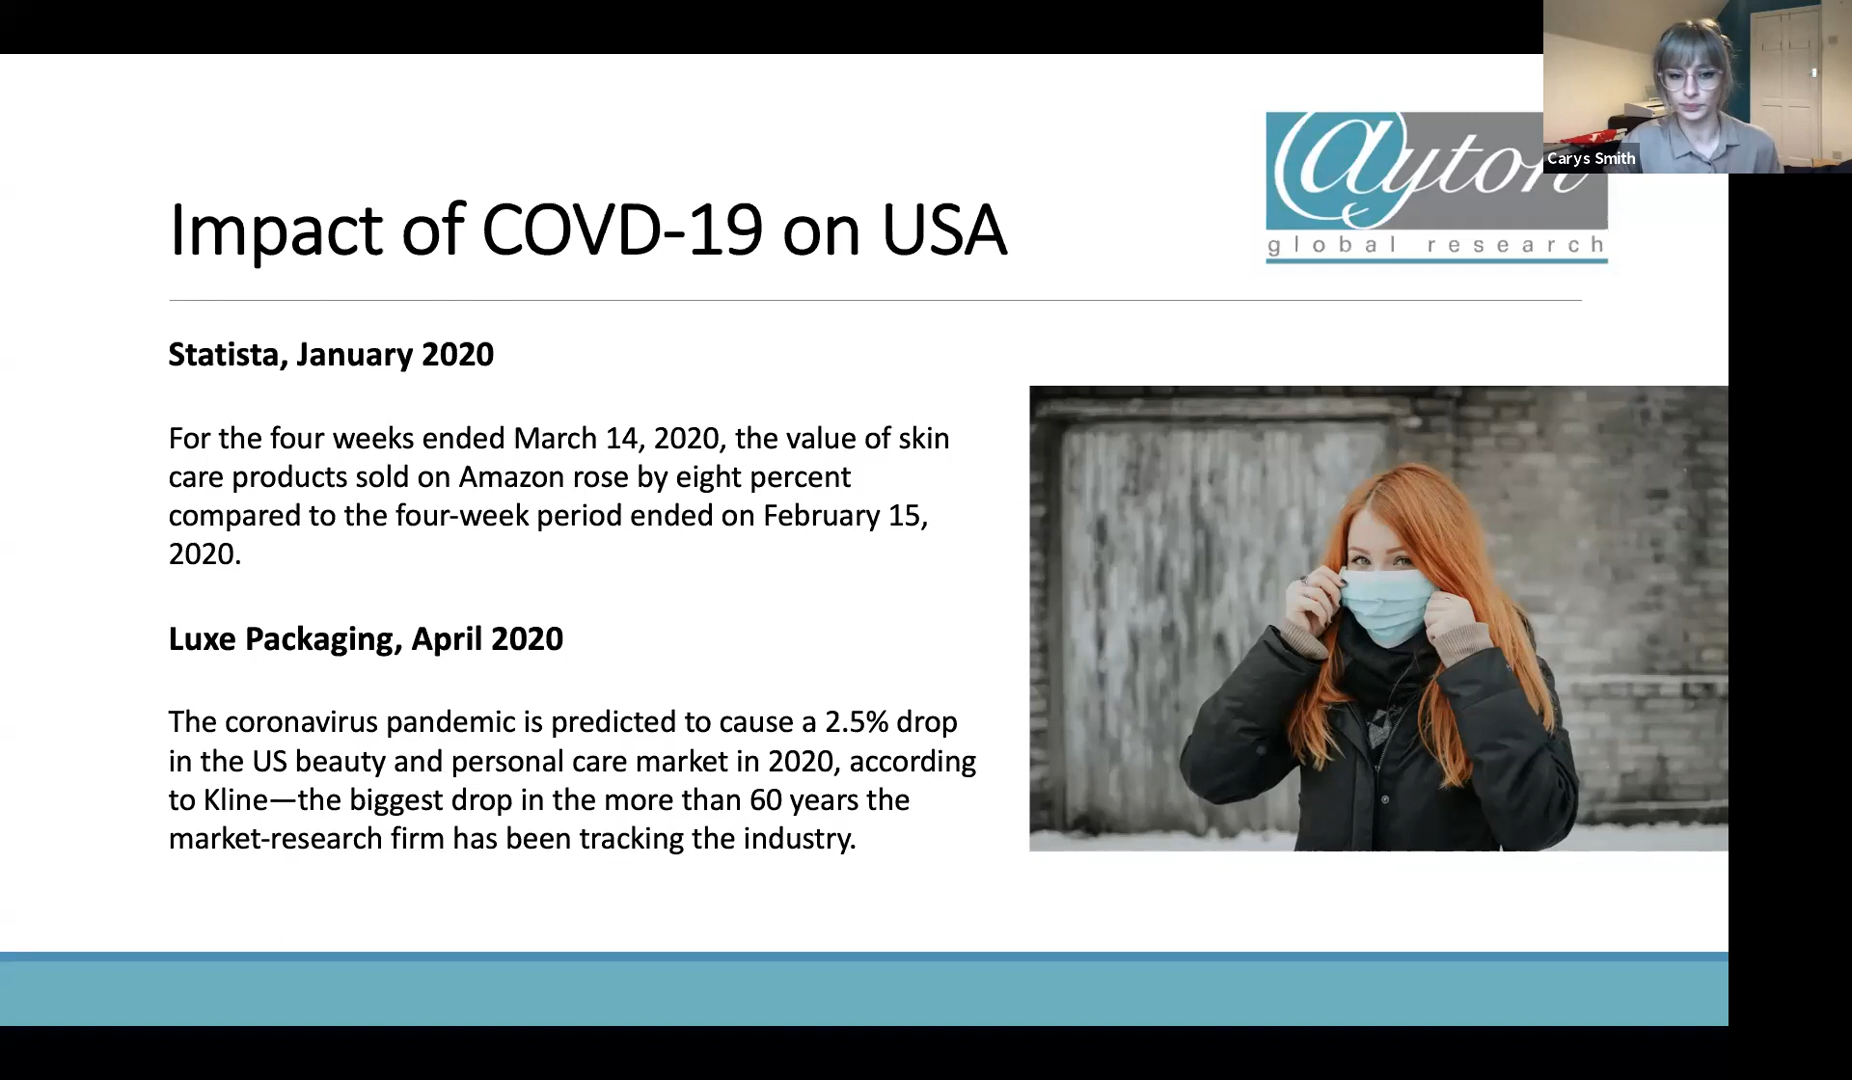 Carys Smith
@yton
global research
Impact of COVD-19 on USA
Statista, January 2020
For the four weeks ended March 14, 2020, the value of skin
care products sold on Amazon rose by eight percent
compared to the four-week period ended on February 15,
2020.
Luxe Packaging, April 2020
The coronavirus pandemic is predicted to cause a 2.5% drop
in the US beauty and personal care market in 2020, according
to Kline—the biggest drop in the more than 60 years the
market-research firm has been tracking the industry.